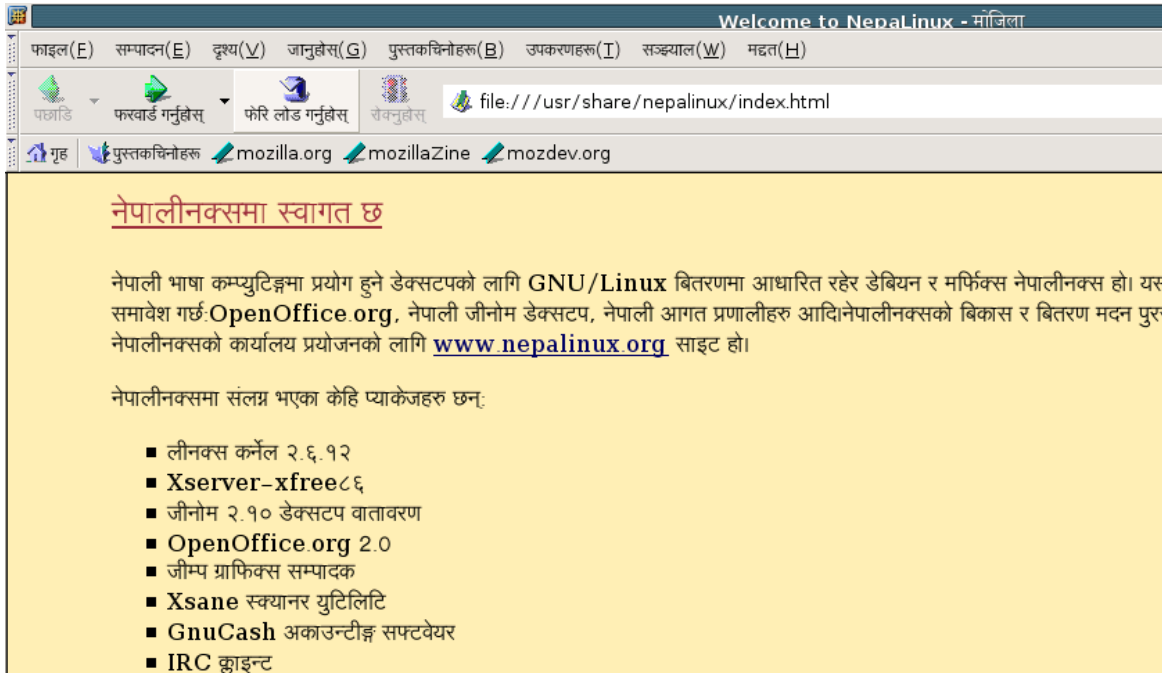 Welcome to NepaLinux - मोजिला
फाइल(F) सम्पादन(E) दृश्य(V) जानुहोस्(G) पुस्तकचिनोहरू(B) उपकरणहरू(T) सञ्झ्याल(W) मद्दत(H)
पछाडि फरवार्ड गर्नुहोस् फेरि लोड गर्नुहोस् रोक्नुहोस् file:///usr/share/nepalinux/index.html
गृह पुस्तकचिनोहरू mozilla.org mozillaZine mozdev.org
नेपालीनक्समा स्वागत छ
नेपाली भाषा कम्प्युटिङ्गमा प्रयोग हुने डेक्सटपको लागि GNU/Linux बितरणमा आधारित रहेर डेबियन र मर्फिक्स नेपालीनक्स हो। यस
समावेश गर्छ:OpenOffice.org, नेपाली जीनोम डेक्सटप, नेपाली आगत प्रणालीहरु आदि।नेपालीनक्सको बिकास र बितरण मदन पुर
नेपालीनक्सको कार्यालय प्रयोजनको लागि www.nepalinux.org साइट हो।
नेपालीनक्समा संलग्न भएका केहि प्याकेजहरु छन्:
लीनक्स कर्नेल २.६.१२
Xserver-xfree८६
जीनोम २.१० डेक्सटप वातावरण
OpenOffice.org 2.0
जीम्प ग्राफिक्स सम्पादक
Xsane स्क्यानर युटिलिटि
GnuCash अकाउन्टीङ्ग सफ्टवेयर
IRC क्लाइन्ट